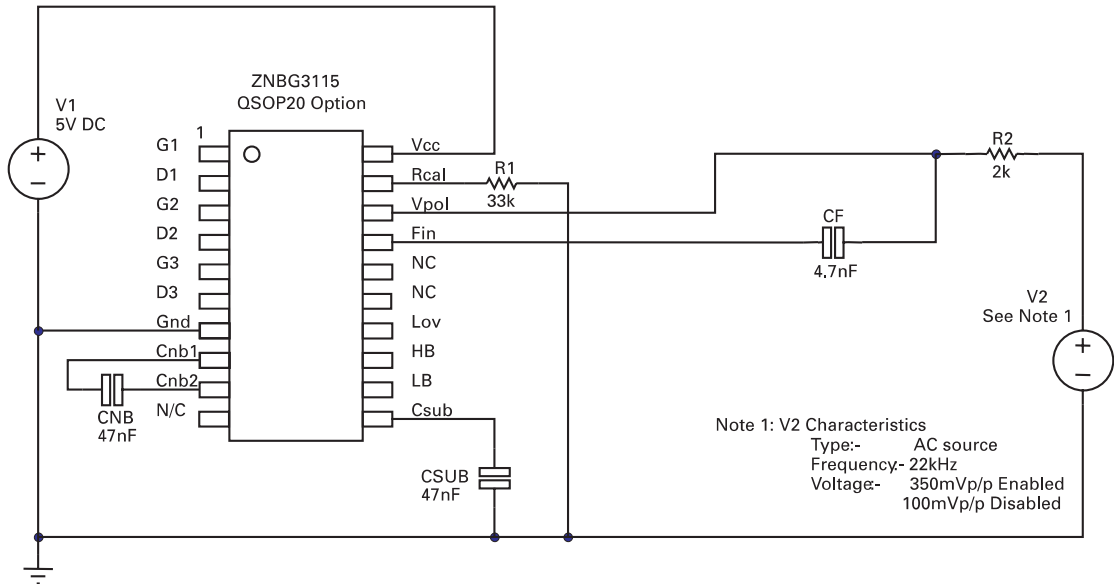 ZNBG3115
QSOP20 Option
V1
5V DC
1
G1
D1
G2
D2
G3
D3
Gnd
Cnb1
Cnb2
N/C
CNB
47nF
Vcc
Rcal
Vpol
Fin
NC
NC
Lov
HB
LB
Csub
R1
33k
CSUB
47nF
CF
4.7nF
R2
2k
V2
See Note 1
Note 1: V2 Characteristics
Type:- AC source
Frequency:- 22kHz
Voltage:- 350mVp/p Enabled
100mVp/p Disabled